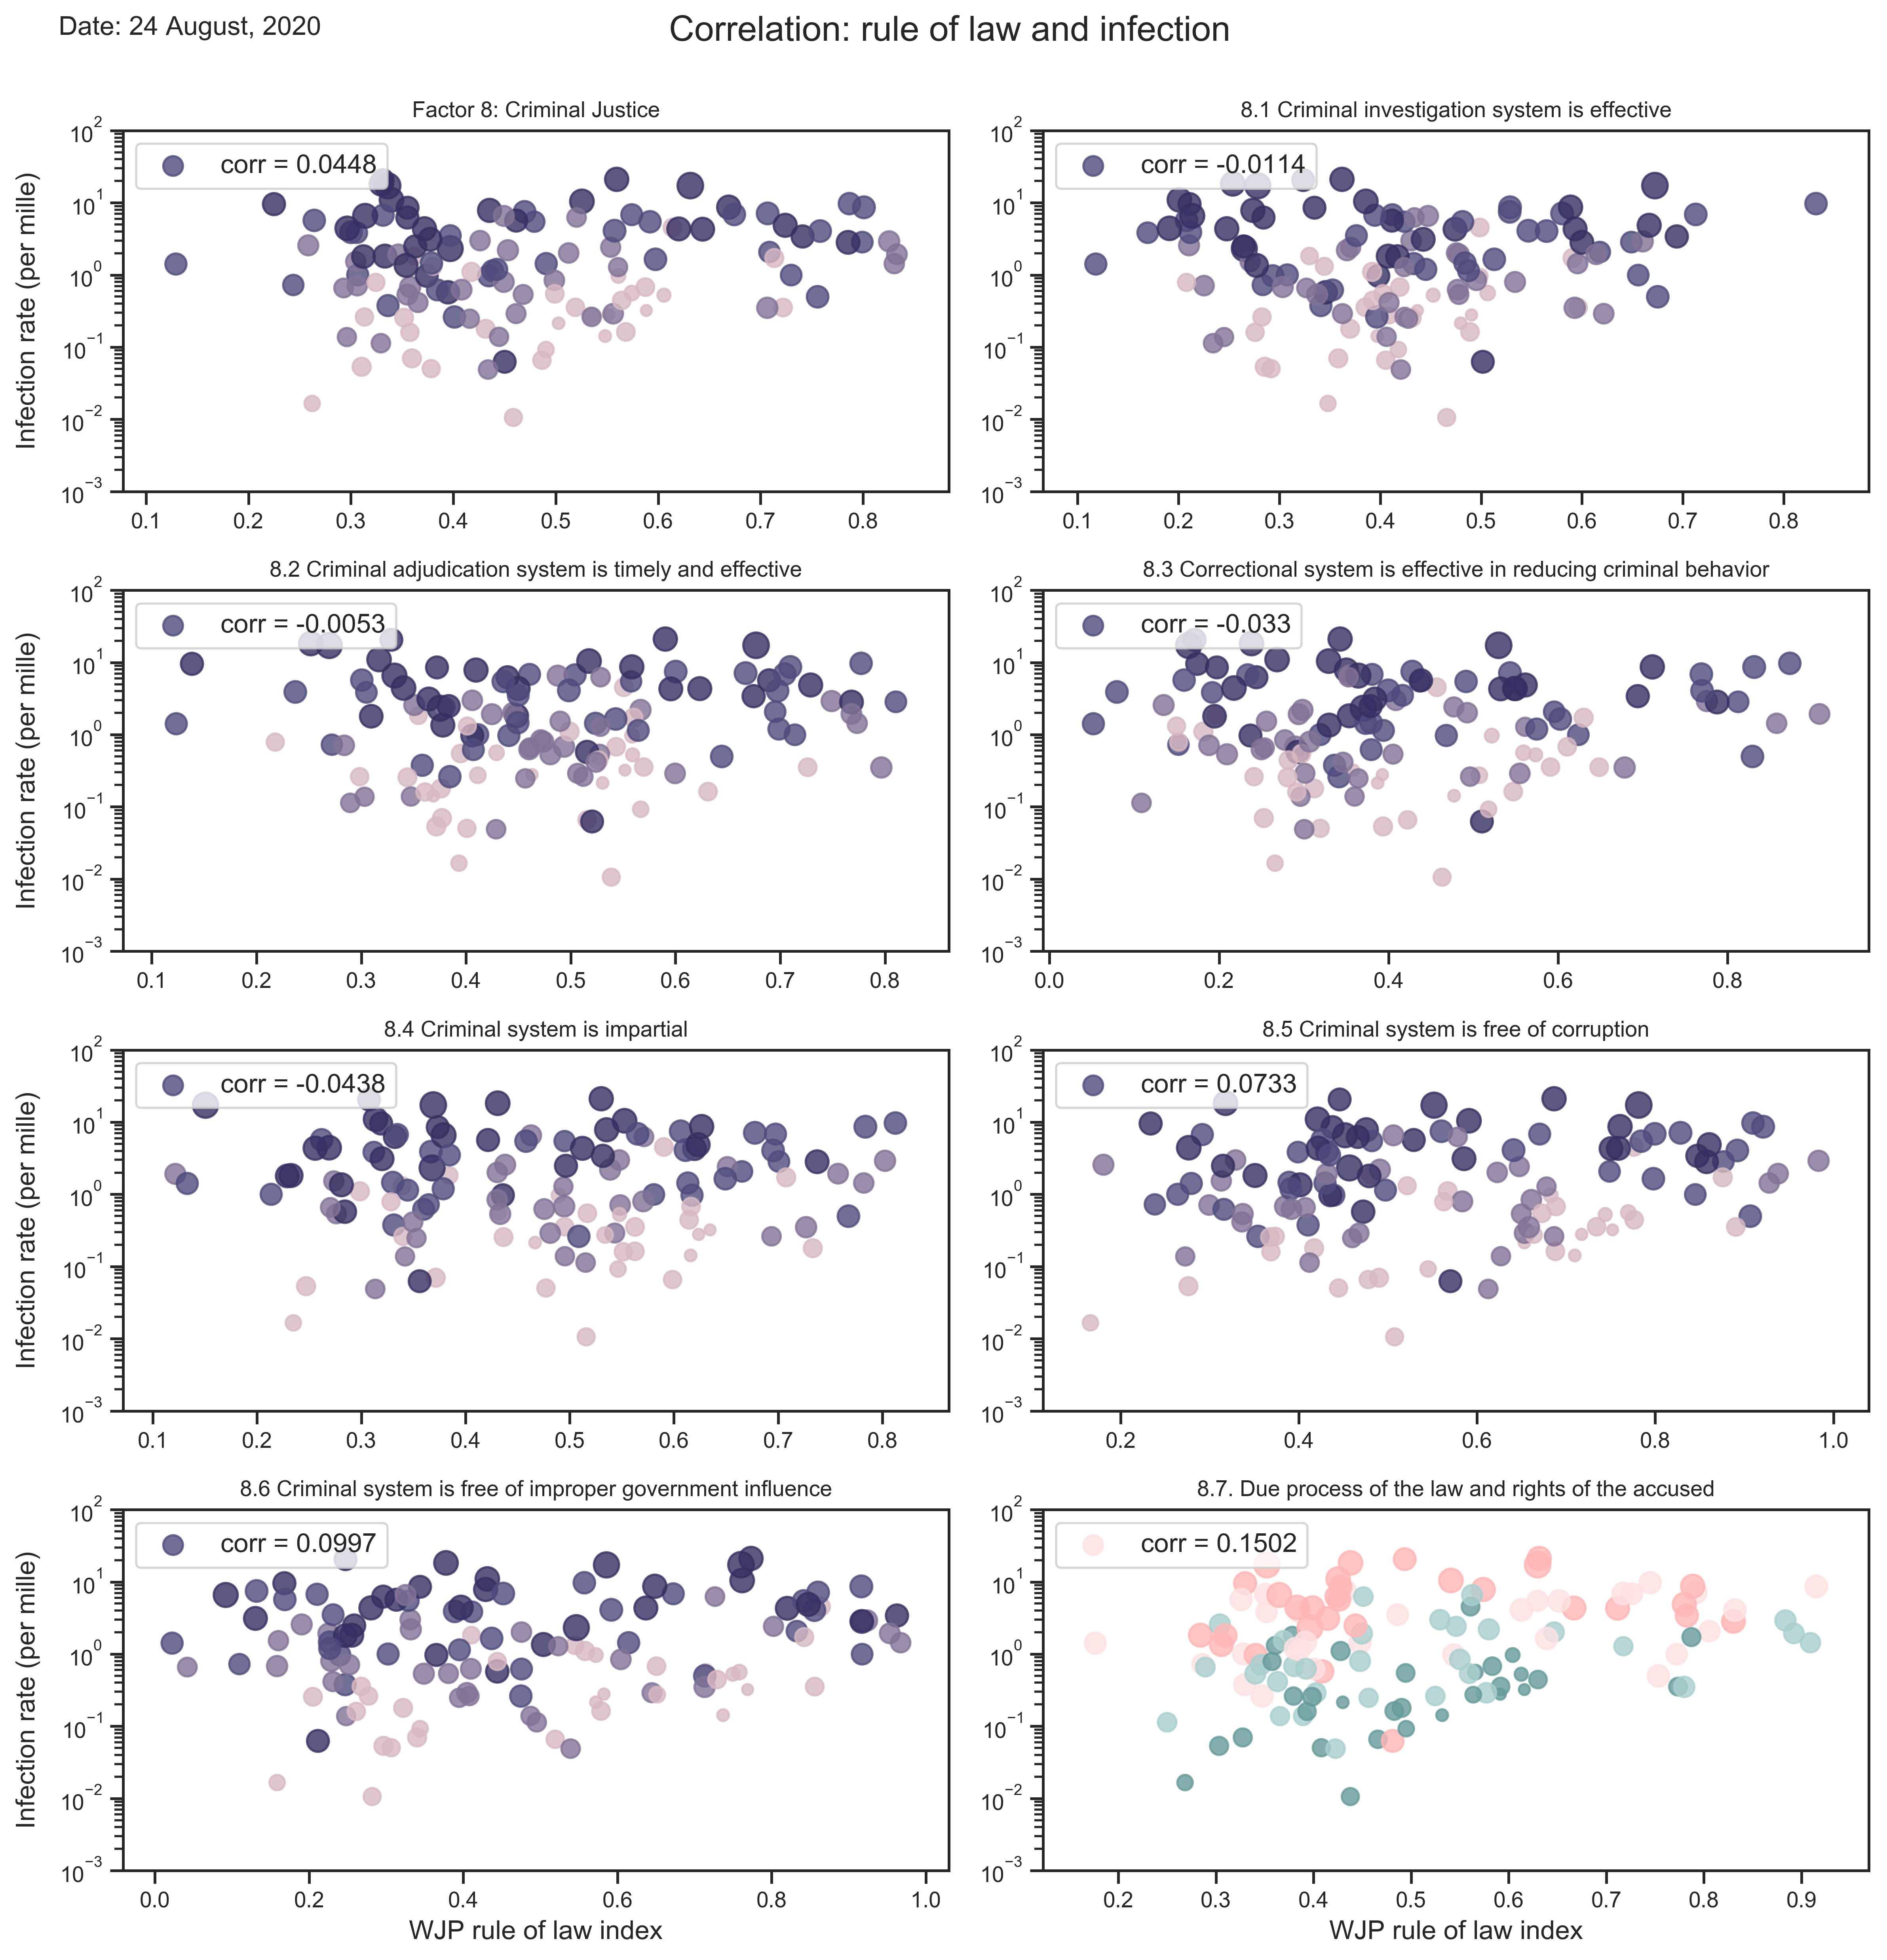 Date: 24 August, 2020
Correlation: rule of law and infection
Factor 8: Criminal Justice
corr = 0.0448
Infection rate (per mille)
10^2
10^1
10^0
10^−1
10^−2
10^−3
0.1 0.2 0.3 0.4 0.5 0.6 0.7 0.8
8.1 Criminal investigation system is effective
corr = -0.0114
10^2
10^1
10^0
10^−1
10^−2
10^−3
0.1 0.2 0.3 0.4 0.5 0.6 0.7 0.8
8.2 Criminal adjudication system is timely and effective
corr = -0.0053
Infection rate (per mille)
10^2
10^1
10^0
10^−1
10^−2
10^−3
0.1 0.2 0.3 0.4 0.5 0.6 0.7 0.8
8.3 Correctional system is effective in reducing criminal behavior
corr = -0.033
10^2
10^1
10^0
10^−1
10^−2
10^−3
0.0 0.2 0.4 0.6 0.8
8.4 Criminal system is impartial
corr = -0.0438
Infection rate (per mille)
10^2
10^1
10^0
10^−1
10^−2
10^−3
0.1 0.2 0.3 0.4 0.5 0.6 0.7 0.8
8.5 Criminal system is free of corruption
corr = 0.0733
10^2
10^1
10^0
10^−1
10^−2
10^−3
0.2 0.4 0.6 0.8 1.0
8.6 Criminal system is free of improper government influence
corr = 0.0997
Infection rate (per mille)
10^2
10^1
10^0
10^−1
10^−2
10^−3
0.0 0.2 0.4 0.6 0.8 1.0
WJP rule of law index
8.7. Due process of the law and rights of the accused
corr = 0.1502
10^2
10^1
10^0
10^−1
10^−2
10^−3
0.2 0.3 0.4 0.5 0.6 0.7 0.8 0.9
WJP rule of law index